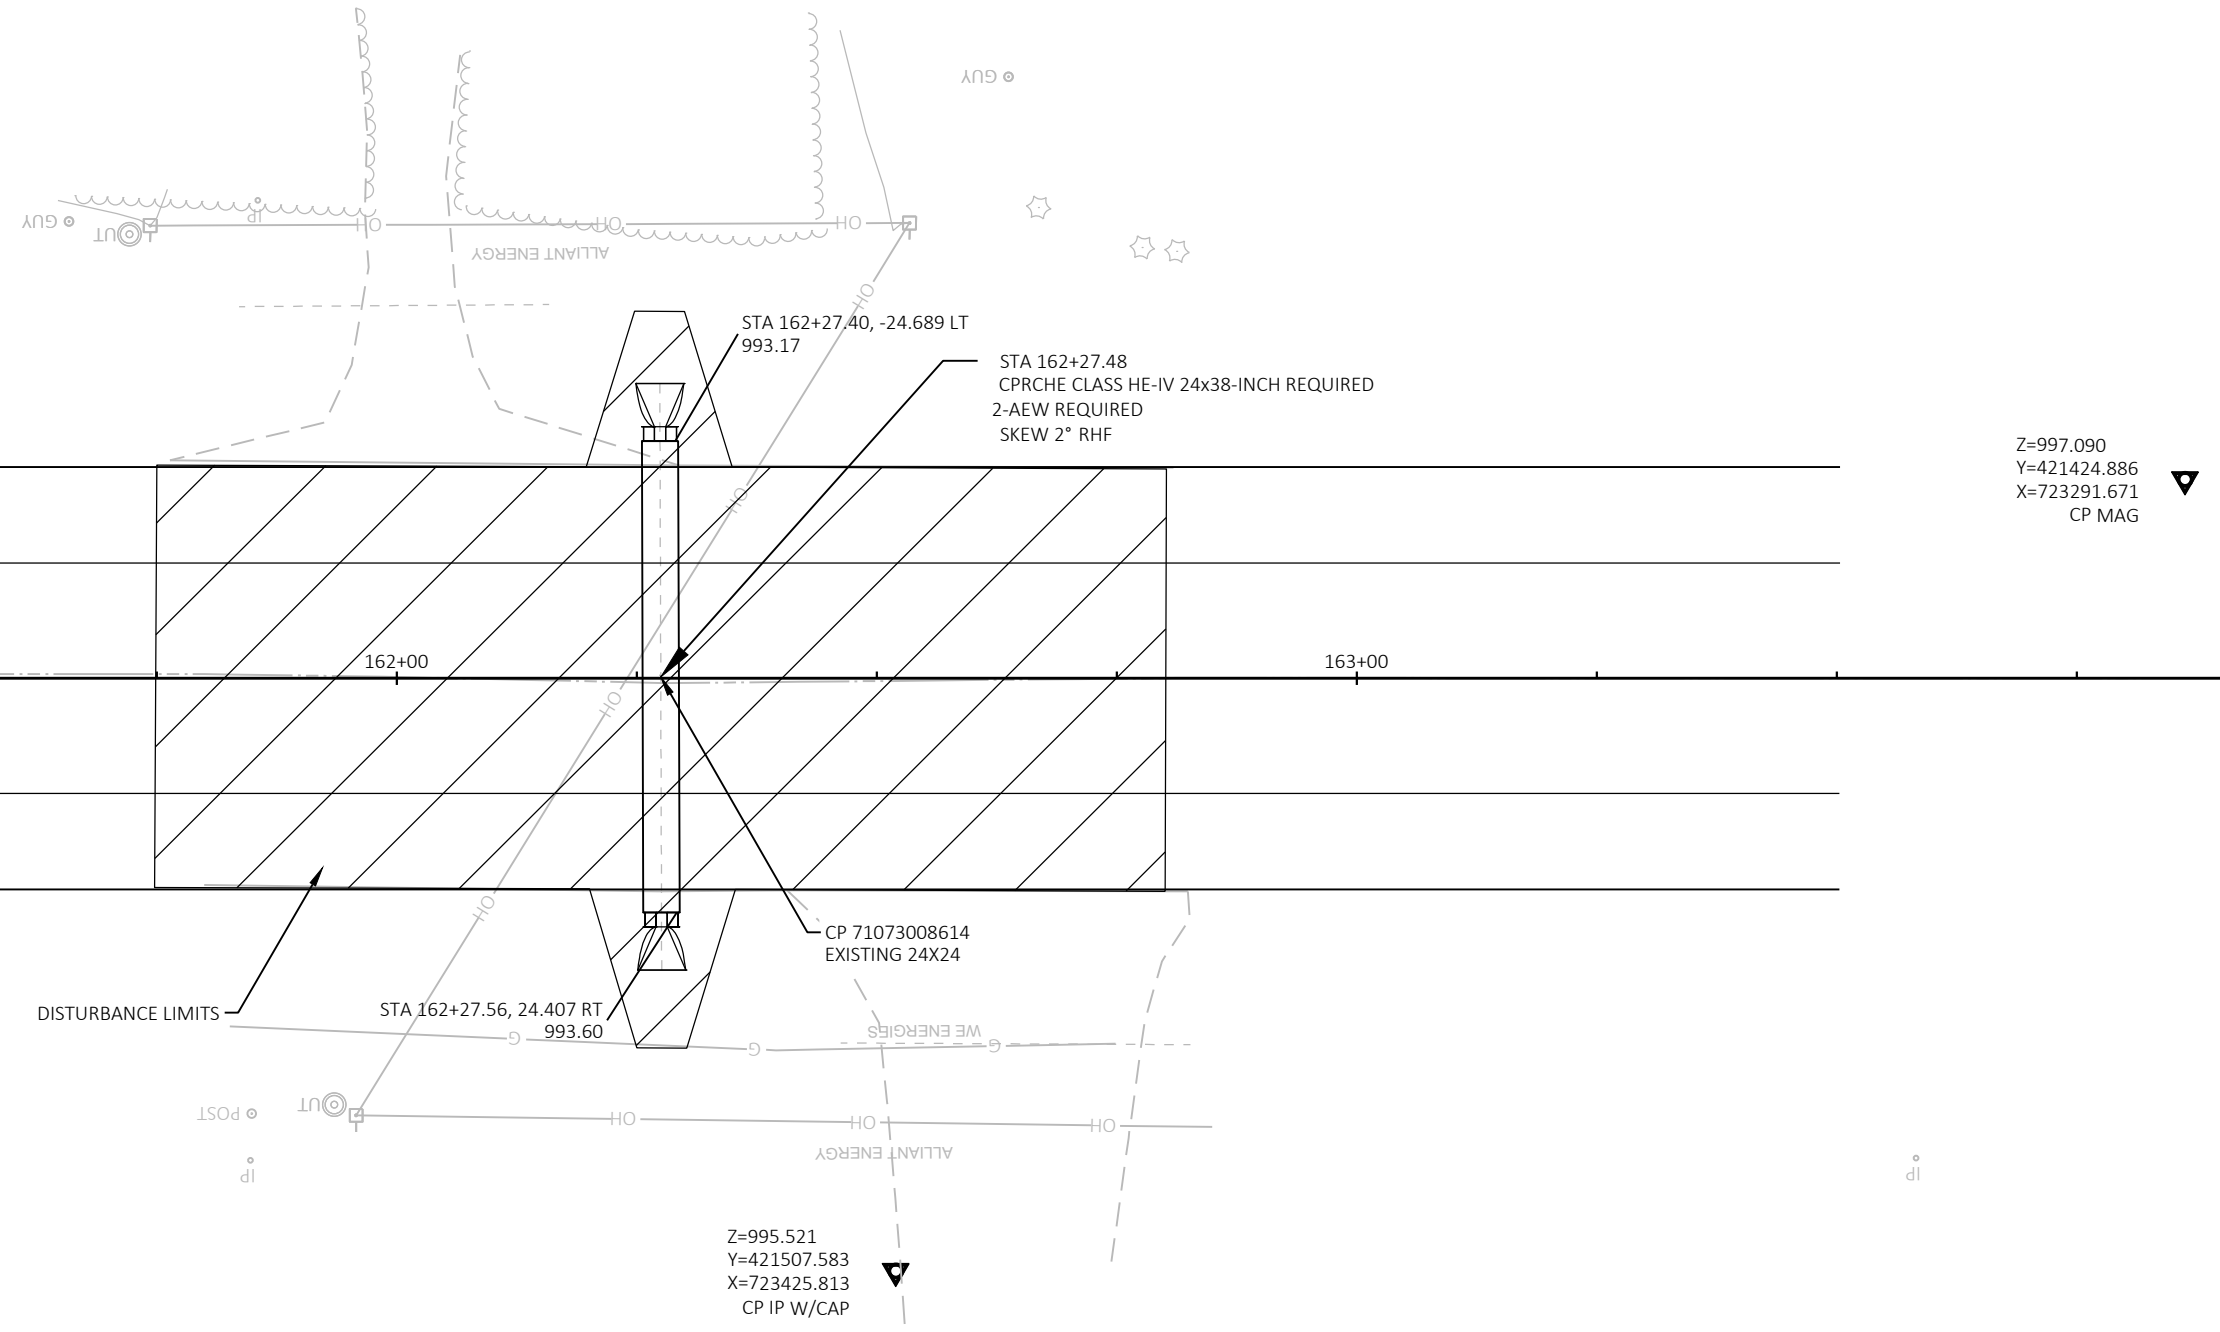 GUY
GUY
UT
IP
OH
OH
OH
ALLIANT ENERGY
OH
STA 162+27.40, -24.689 LT
993.17
STA 162+27.48
CPRCHE CLASS HE-IV 24x38-INCH REQUIRED
2-AEW REQUIRED
SKEW 2° RHF
Z=997.090
Y=421424.886
X=723291.671
CP MAG
OH
162+00
163+00
OH
OH
CP 71073008614
EXISTING 24X24
DISTURBANCE LIMITS
STA 162+27.56, 24.407 RT
993.60
G
G
G
WE ENERGIES
POST
UT
OH
OH
OH
ALLIANT ENERGY
IP
IP
Z=995.521
Y=421507.583
X=723425.813
CP IP W/CAP